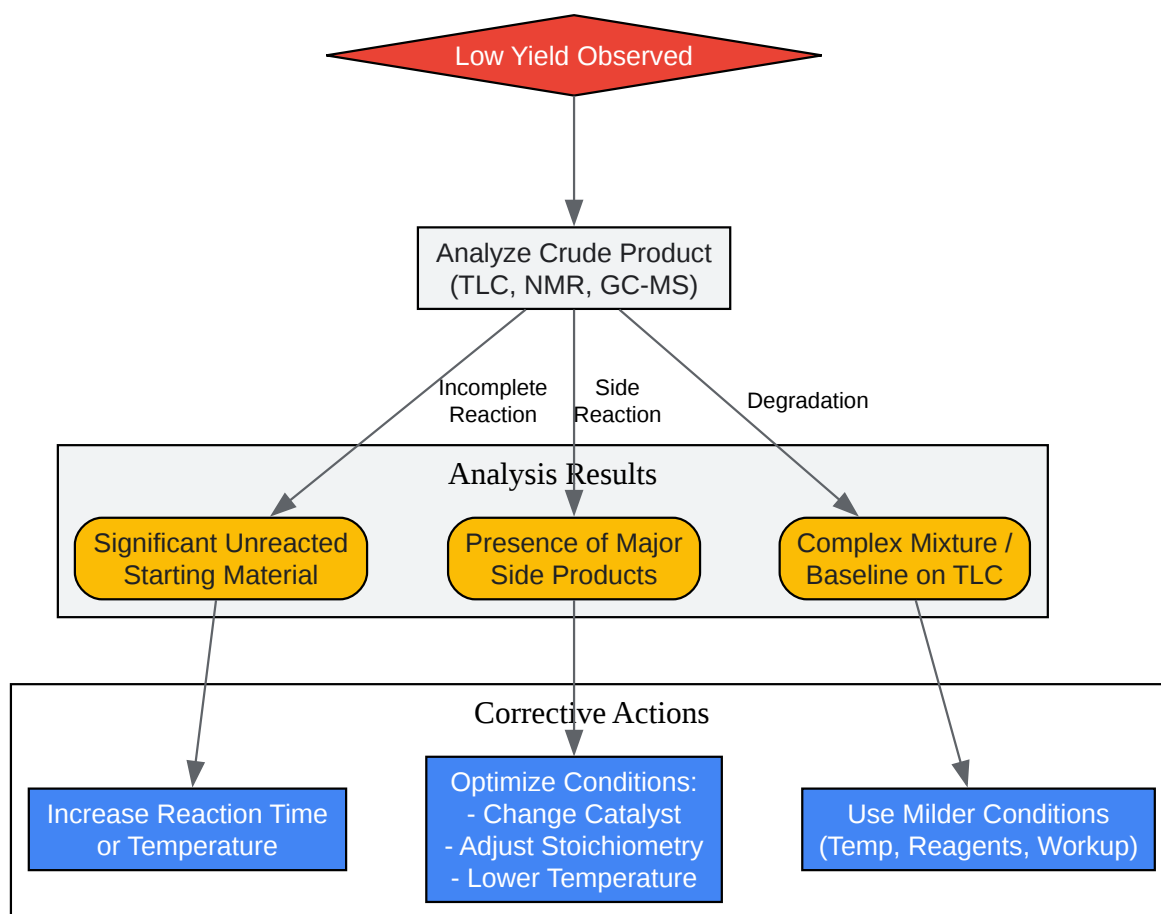 Low Yield Observed
Analyze Crude Product
(TLC, NMR, GC-MS)
Incomplete
Reaction
Side
Reaction
Degradation
Analysis Results
Significant Unreacted
Starting Material
Presence of Major
Side Products
Complex Mixture /
Baseline on TLC
Corrective Actions
Increase Reaction Time
or Temperature
Optimize Conditions:
- Change Catalyst
- Adjust Stoichiometry
- Lower Temperature
Use Milder Conditions
(Temp, Reagents, Workup)